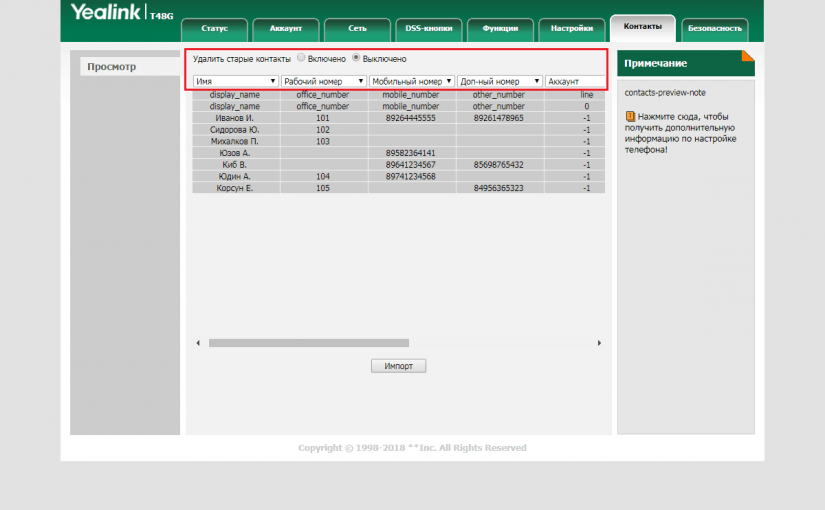 Yealink T48G
Статус Аккаунт Сеть DSS-кнопки Функции Настройки Контакты Безопасность
Просмотр
Удалить старые контакты Включено Выключено
Имя Рабочий номер Мобильный номер Доп-ный номер Аккаунт
display_name office_number mobile_number other_number line
display_name office_number mobile_number other_number 0
Иванов И. 101 89264445555 89261478965 -1
Сидорова Ю. 102 -1
Михалков П. 103 -1
Юзов А. 89582364141 -1
Киб В. 89641234567 85698765432 -1
Юдин А. 104 89741234568 -1
Корсун Е. 105 84956365323 -1
Импорт
Примечание
contacts-preview-note
Нажмите сюда, чтобы
получить дополнительную
информацию по настройке
телефона!
Copyright © 1998-2018 **Inc. All Rights Reserved